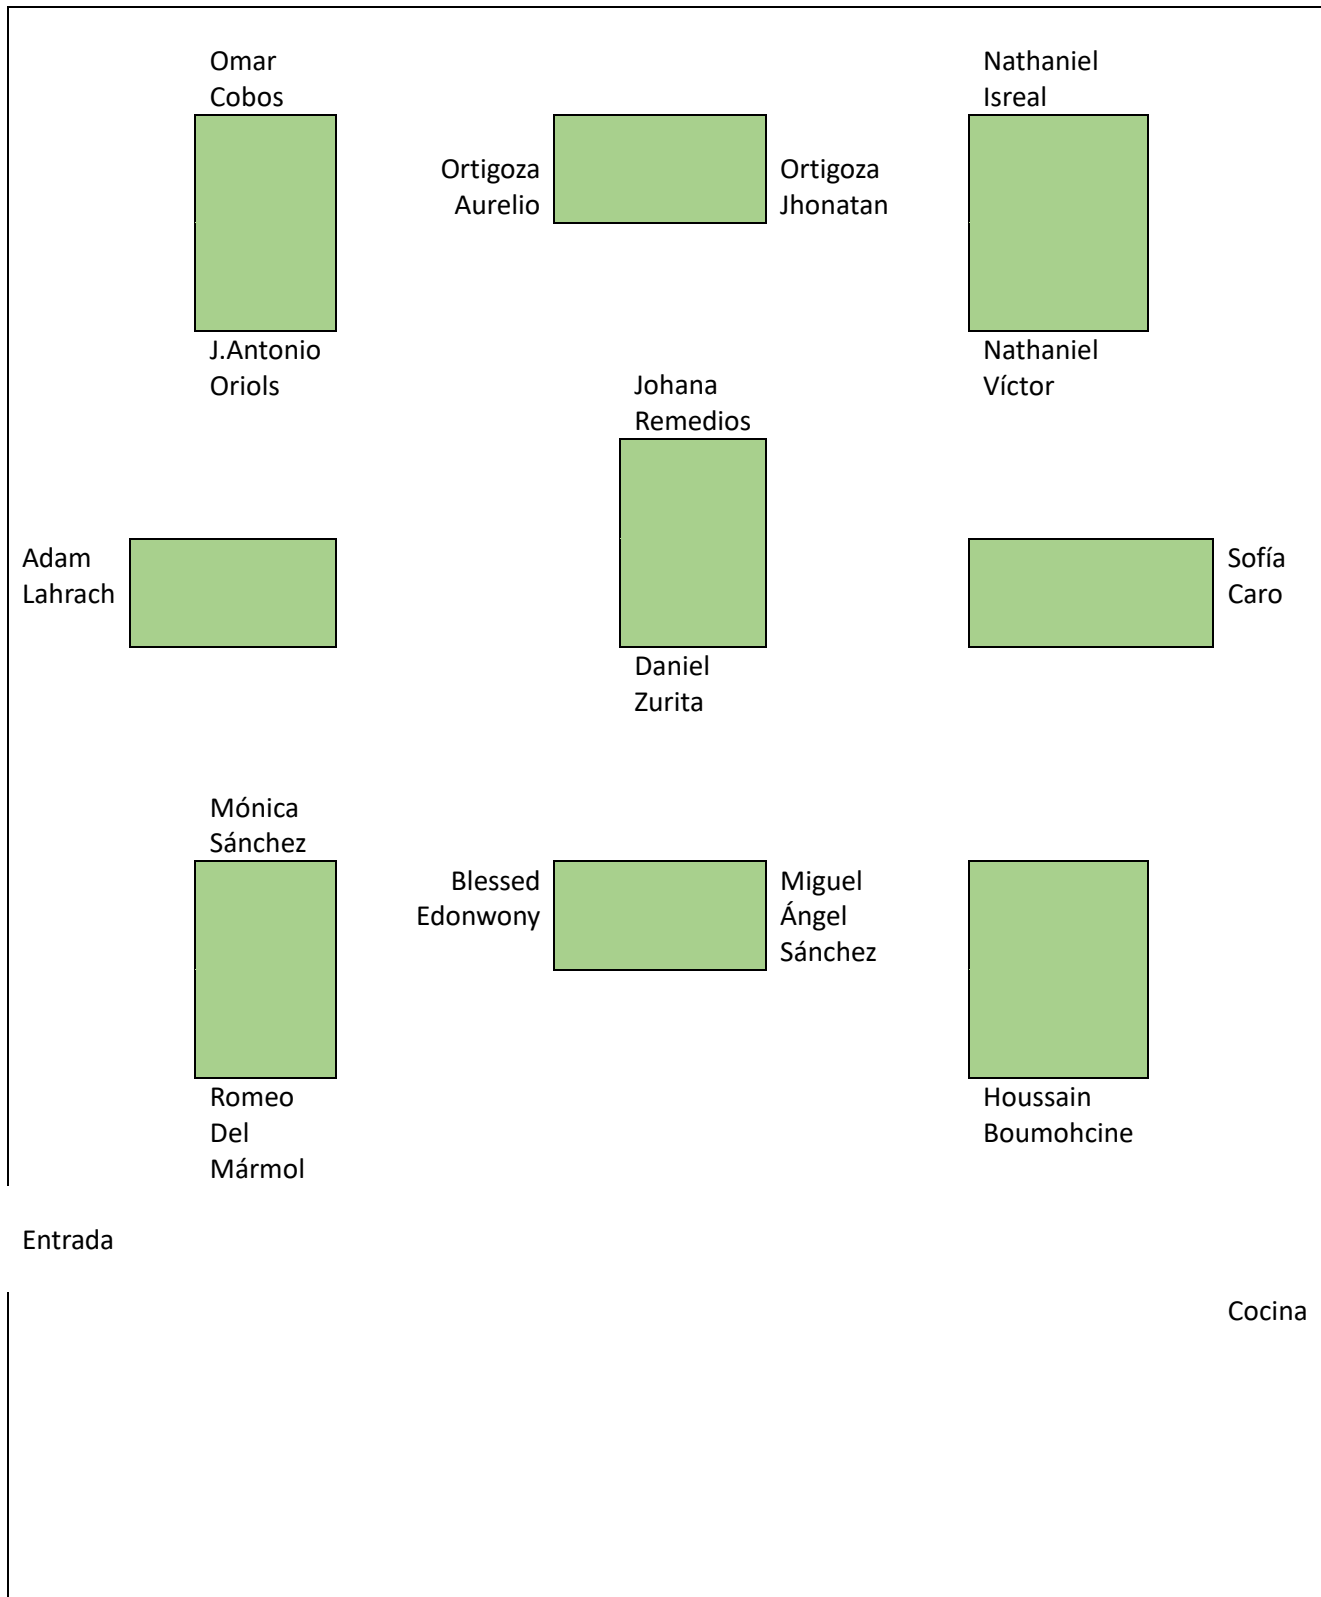 Omar
Cobos
Nathaniel
Isreal
Ortigoza
Aurelio
Ortigoza
Jhonatan
J.Antonio
Oriols
Nathaniel
Víctor
Johana
Remedios
Adam
Lahrach
Sofía
Caro
Daniel
Zurita
Mónica
Sánchez
Blessed
Edonwony
Miguel
Ángel
Sánchez
Romeo
Del
Mármol
Houssain
Boumohcine
Entrada
Cocina